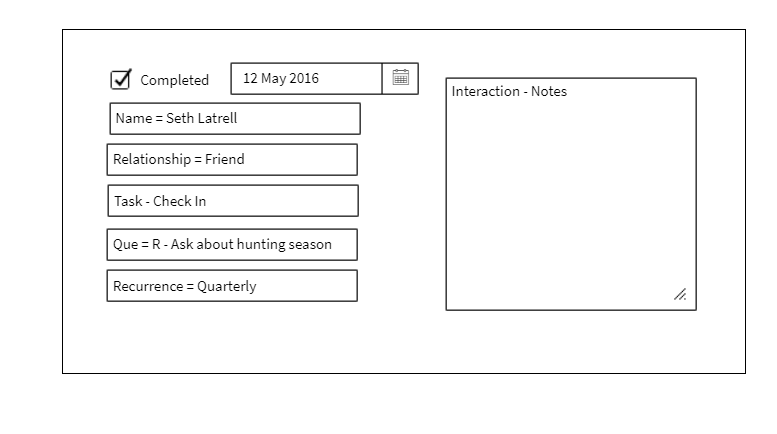 Completed
12 May 2016
Name = Seth Latrell
Relationship = Friend
Task - Check In
Que = R - Ask about hunting season
Recurrence = Quarterly
Interaction - Notes